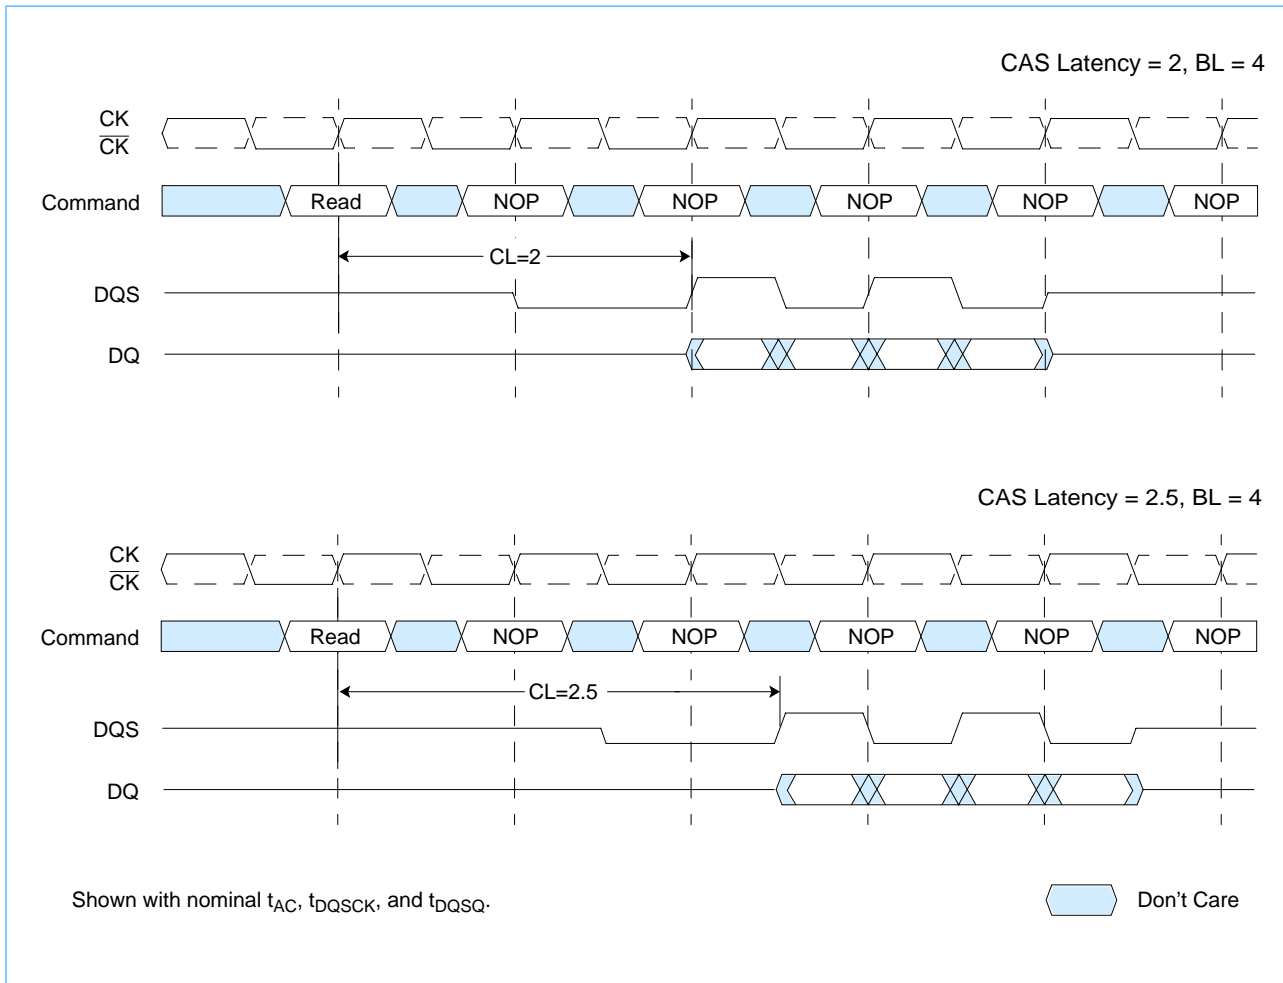 CAS Latency = 2, BL = 4
CK
CK
Command Read NOP NOP NOP NOP NOP
CL=2
DQS
DQ
CAS Latency = 2.5, BL = 4
CK
CK
Command Read NOP NOP NOP NOP NOP
CL=2.5
DQS
DQ
Shown with nominal tAC, tDQSCK, and tDQSQ.
Don't Care